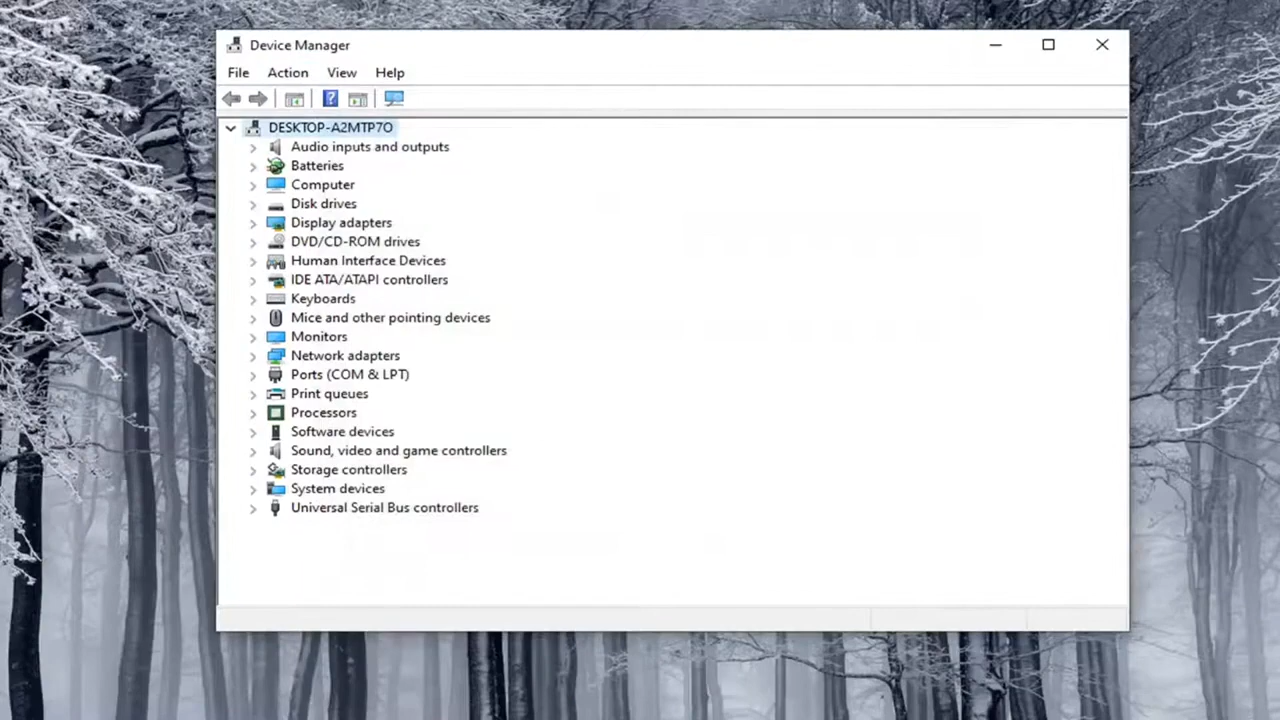 Device Manager
File Action View Help
DESKTOP-A2MTP7O
Audio inputs and outputs
Batteries
Computer
Disk drives
Display adapters
DVD/CD-ROM drives
Human Interface Devices
IDE ATA/ATAPI controllers
Keyboards
Mice and other pointing devices
Monitors
Network adapters
Ports (COM & LPT)
Print queues
Processors
Software devices
Sound, video and game controllers
Storage controllers
System devices
Universal Serial Bus controllers